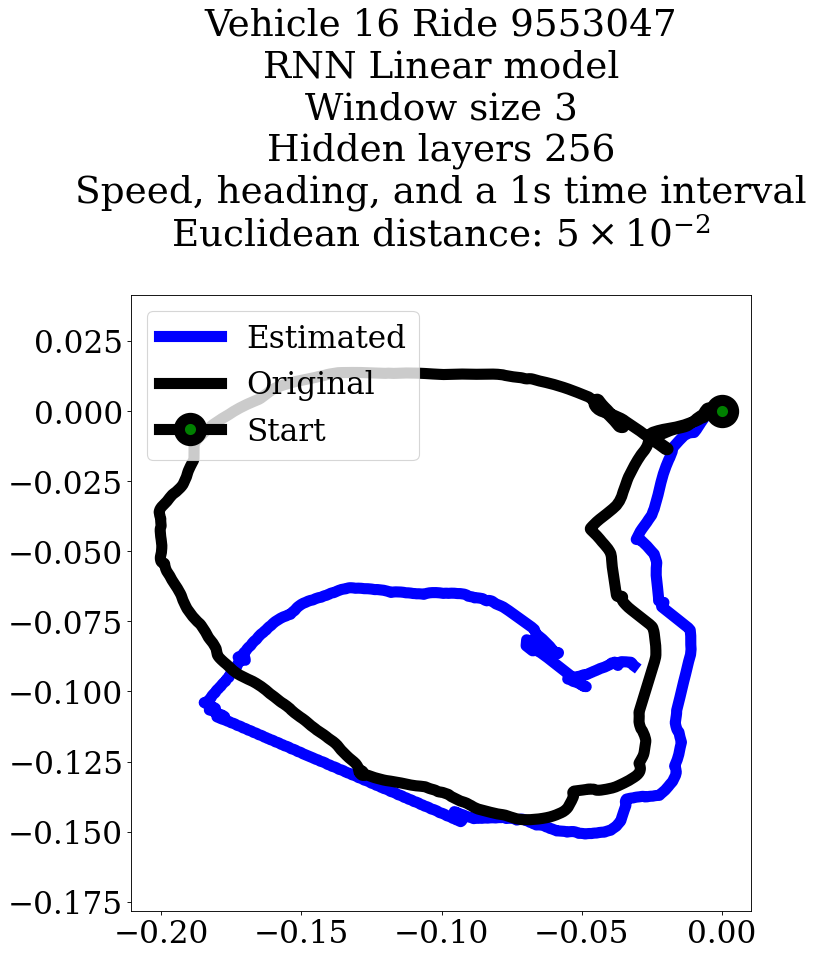 Vehicle 16 Ride 9553047
RNN Linear model
Window size 3
Hidden layers 256
Speed, heading, and a 1s time interval
Euclidean distance: 5 × 10⁻²
Estimated
Original
Start
0.025
0.000
−0.025
−0.050
−0.075
−0.100
−0.125
−0.150
−0.175
−0.20 −0.15 −0.10 −0.05 0.00